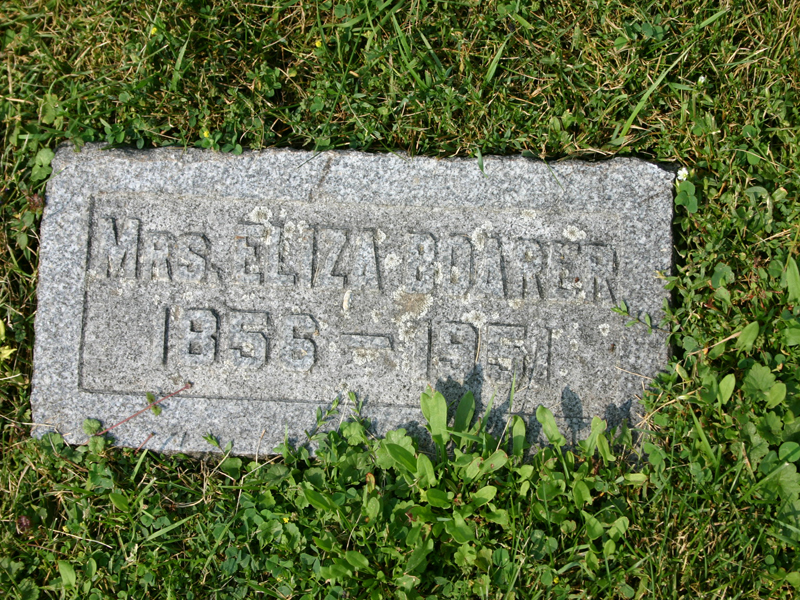 MRS. ELIZA BOARER
1856 = 1951